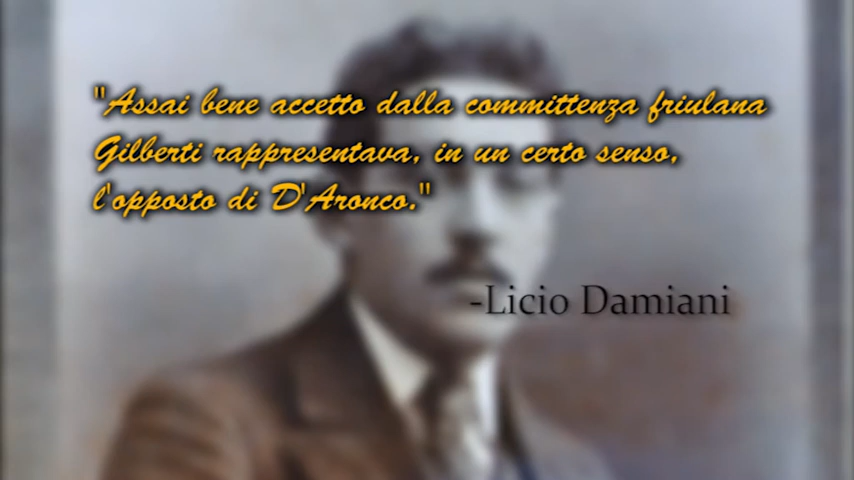 "Assai bene accetto dalla committenza friulana
Gilberti rappresentava, in un certo senso,
l'opposto di D'Aronco."
-Licio Damiani